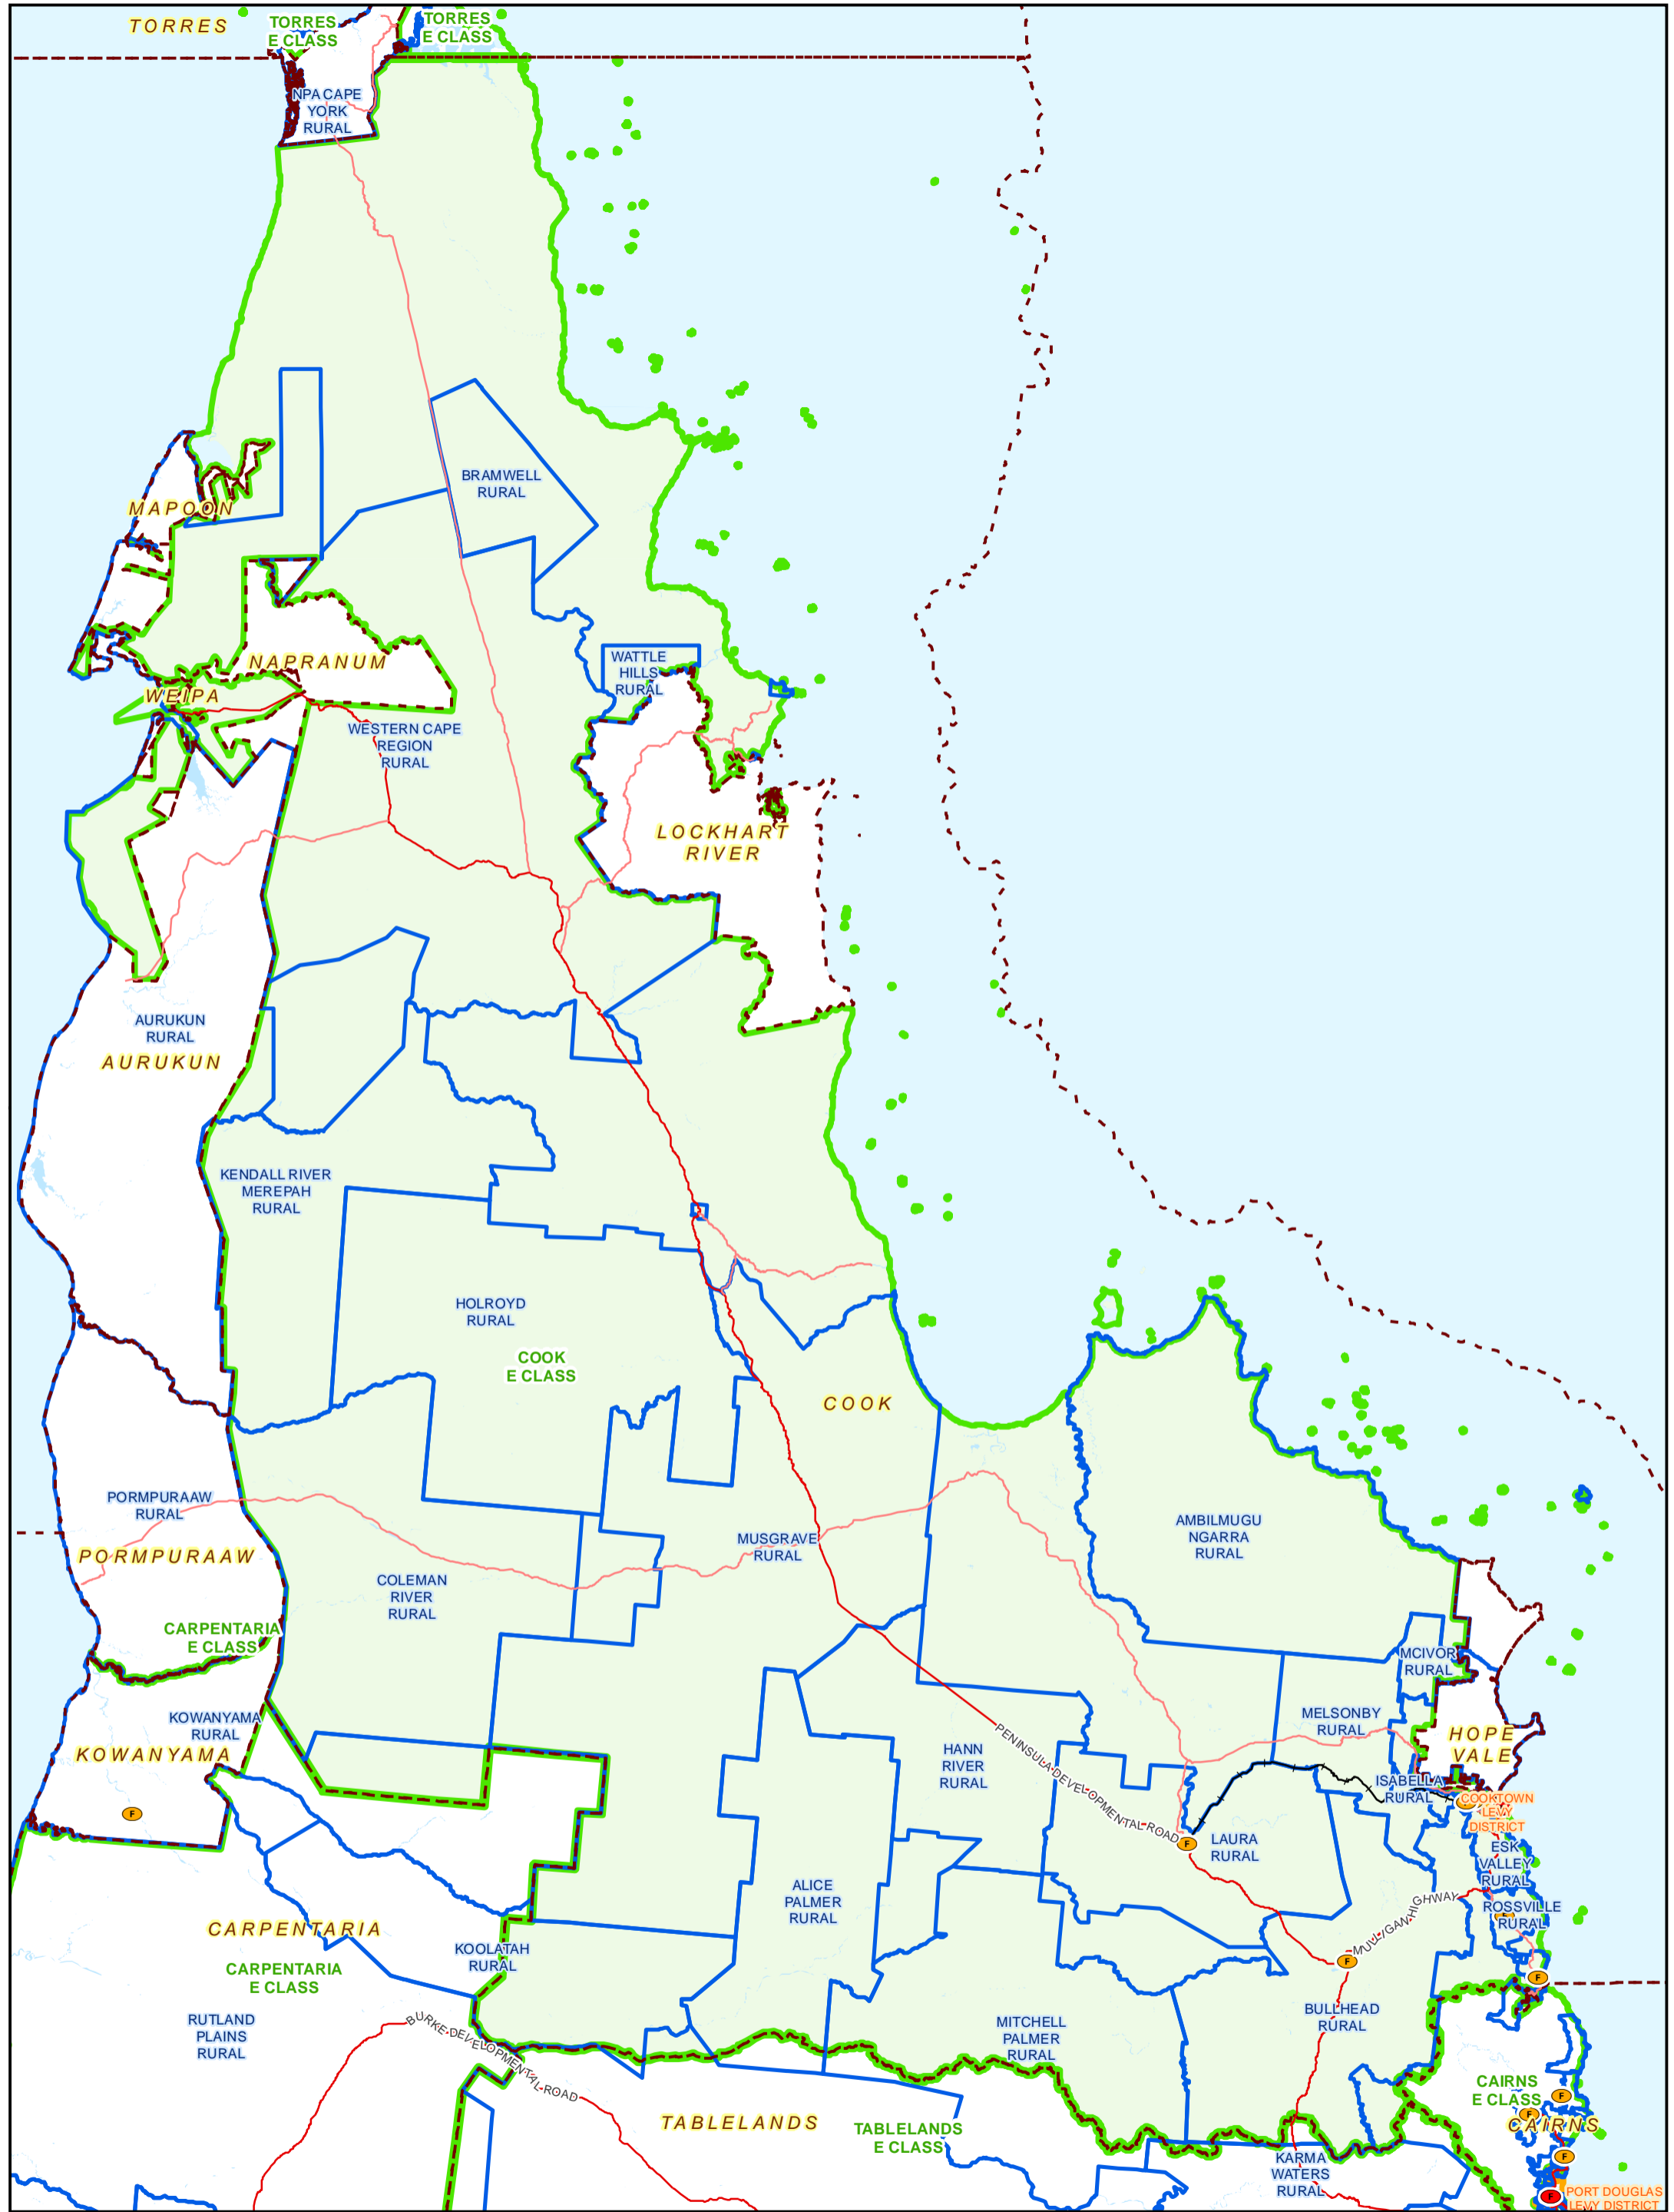 TORRES
TORRES
E CLASS
TORRES
E CLASS
NPA CAPE
YORK
RURAL
BRAMWELL
RURAL
MAPOON
NAPRANUM
WATTLE
HILLS
RURAL
WEIPA
WESTERN CAPE
REGION
RURAL
LOCKHART
RIVER
AURUKUN
RURAL
AURUKUN
KENDALL RIVER
MEREPAH
RURAL
HOLROYD
RURAL
COOK
E CLASS
COOK
PORMPURAAW
RURAL
PORMPURAAW
MUSGRAVE
RURAL
AMBILMUGU
NGARRA
RURAL
COLEMAN
RIVER
RURAL
CARPENTARIA
E CLASS
MCIVOR
RURAL
KOWANYAMA
RURAL
KOWANYAMA
MELSONBY
RURAL
HOPE
VALE
HANN
RIVER
RURAL
PENINSULA DEVELOPMENTAL ROAD
ISABELLA
RURAL
COOKTOWN
LEVY
DISTRICT
F
F
LAURA
RURAL
ESK
VALLEY
RURAL
ALICE
PALMER
RURAL
MULLIGAN HIGHWAY
ROSSVILLE
RURAL
CARPENTARIA
KOOLATAH
RURAL
F
F
CARPENTARIA
E CLASS
RUTLAND
PLAINS
RURAL
BURKE DEVELOPMENTAL ROAD
MITCHELL
PALMER
RURAL
BULLHEAD
RURAL
CAIRNS
E CLASS
F
F
CAIRNS
TABLELANDS
TABLELANDS
E CLASS
F
KARMA
WATERS
RURAL
F
PORT DOUGLAS
LEVY DISTRICT